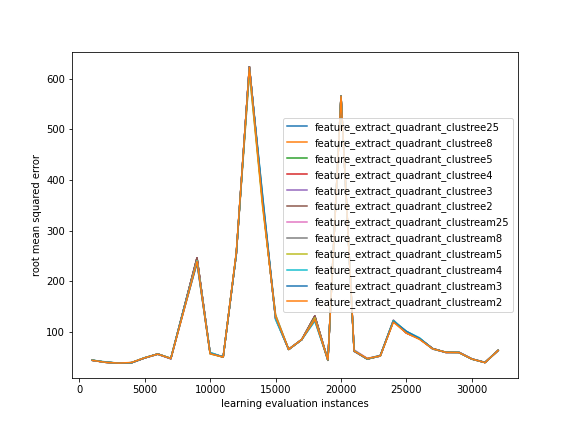 600
500
400
300
200
100
root mean squared error
feature_extract_quadrant_clustree25
feature_extract_quadrant_clustree8
feature_extract_quadrant_clustree5
feature_extract_quadrant_clustree4
feature_extract_quadrant_clustree3
feature_extract_quadrant_clustree2
feature_extract_quadrant_clustream25
feature_extract_quadrant_clustream8
feature_extract_quadrant_clustream5
feature_extract_quadrant_clustream4
feature_extract_quadrant_clustream3
feature_extract_quadrant_clustream2
0 5000 10000 15000 20000 25000 30000
learning evaluation instances